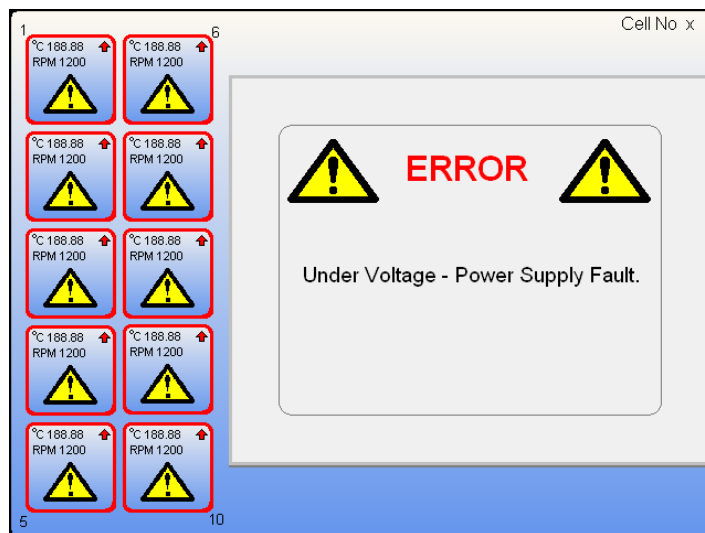 Cell No x
1
6
°C 188.88
RPM 1200
°C 188.88
RPM 1200
°C 188.88
RPM 1200
°C 188.88
RPM 1200
°C 188.88
RPM 1200
°C 188.88
RPM 1200
°C 188.88
RPM 1200
°C 188.88
RPM 1200
°C 188.88
RPM 1200
°C 188.88
RPM 1200
5
10
ERROR
Under Voltage - Power Supply Fault.